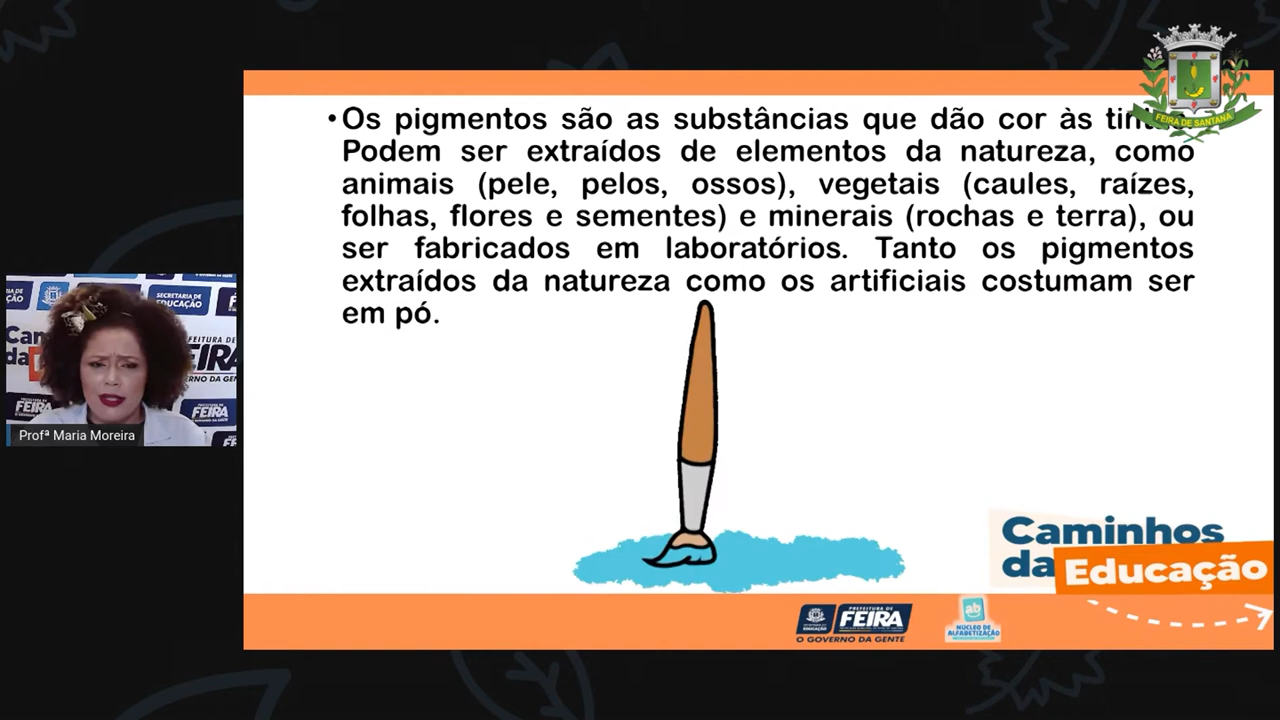 • Os pigmentos são as substâncias que dão cor às
Podem ser extraídos de elementos da natureza, como
animais (pele, pelos, ossos), vegetais (caules, raízes,
folhas, flores e sementes) e minerais (rochas e terra), ou
ser fabricados em laboratórios. Tanto os pigmentos
extraídos da natureza como os artificiais costumam ser
em pó.
FEIRA DE SANTANA
SECRETARIA DE
EDUCAÇÃO
FEIRA
Profª Maria Moreira
Caminhos
da Educação
PREFEITURA DE
FEIRA
O GOVERNO DA GENTE
ab
NÚCLEO DE
ALFABETIZAÇÃO